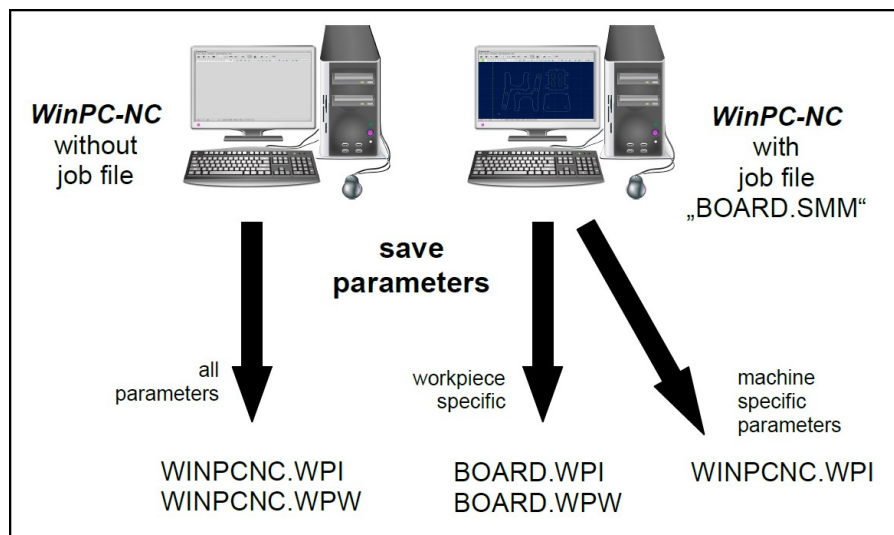 WinPC-NC
without
job file
WinPC-NC
with
job file
„BOARD.SMM“
save
parameters
all
parameters
workpiece
specific
machine
specific
parameters
WINPCNC.WPI
WINPCNC.WPW
BOARD.WPI
BOARD.WPW
WINPCNC.WPI